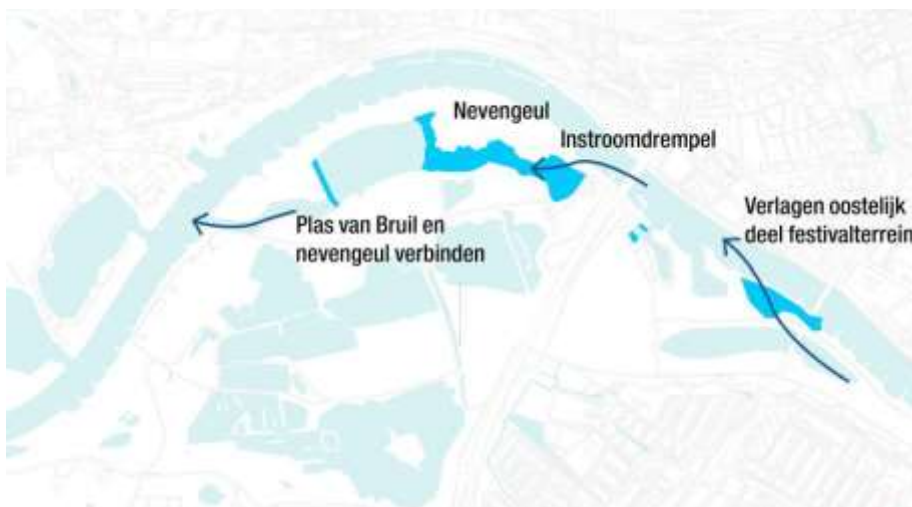 Nevengeul
Instroomdrempel
Verlagen oostelijk
deel festivalterrein
Plas van Bruil en
nevengeul verbinden